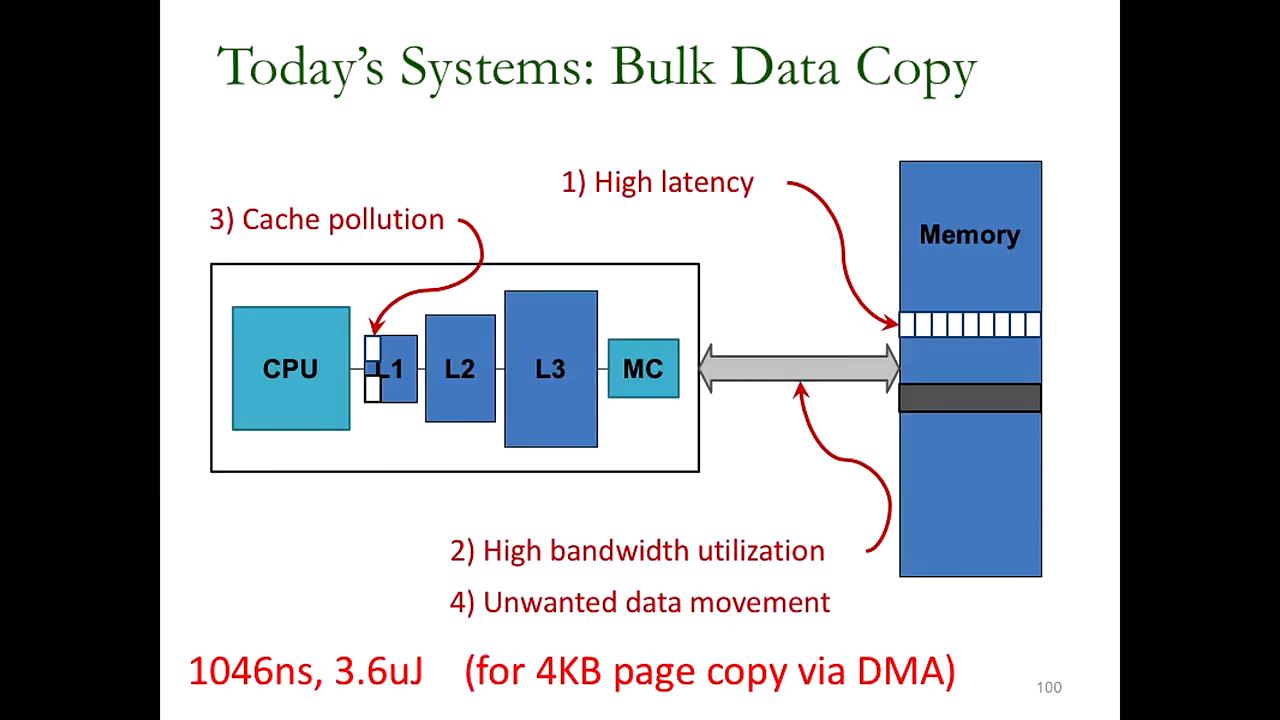 Today's Systems: Bulk Data Copy
1) High latency
3) Cache pollution
Memory
CPU
L1
L2
L3
MC
2) High bandwidth utilization
4) Unwanted data movement
1046ns, 3.6uJ (for 4KB page copy via DMA)
100